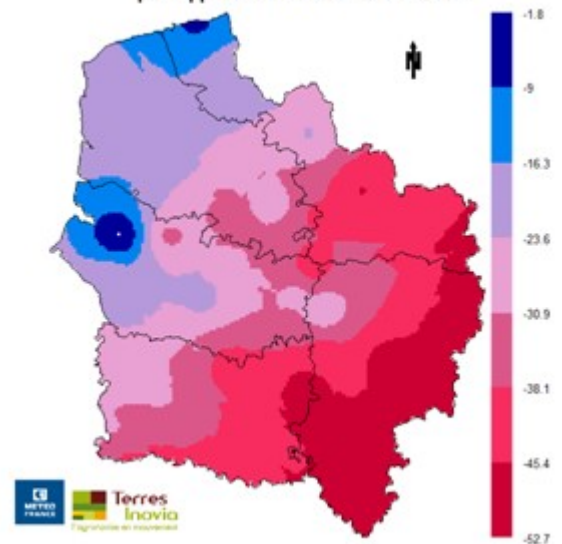 -1.8
-9
-16.3
-23.6
-30.9
-38.1
-45.4
-52.7
N
METEO
FRANCE
Terres
Inovia
l'agronomie en mouvement